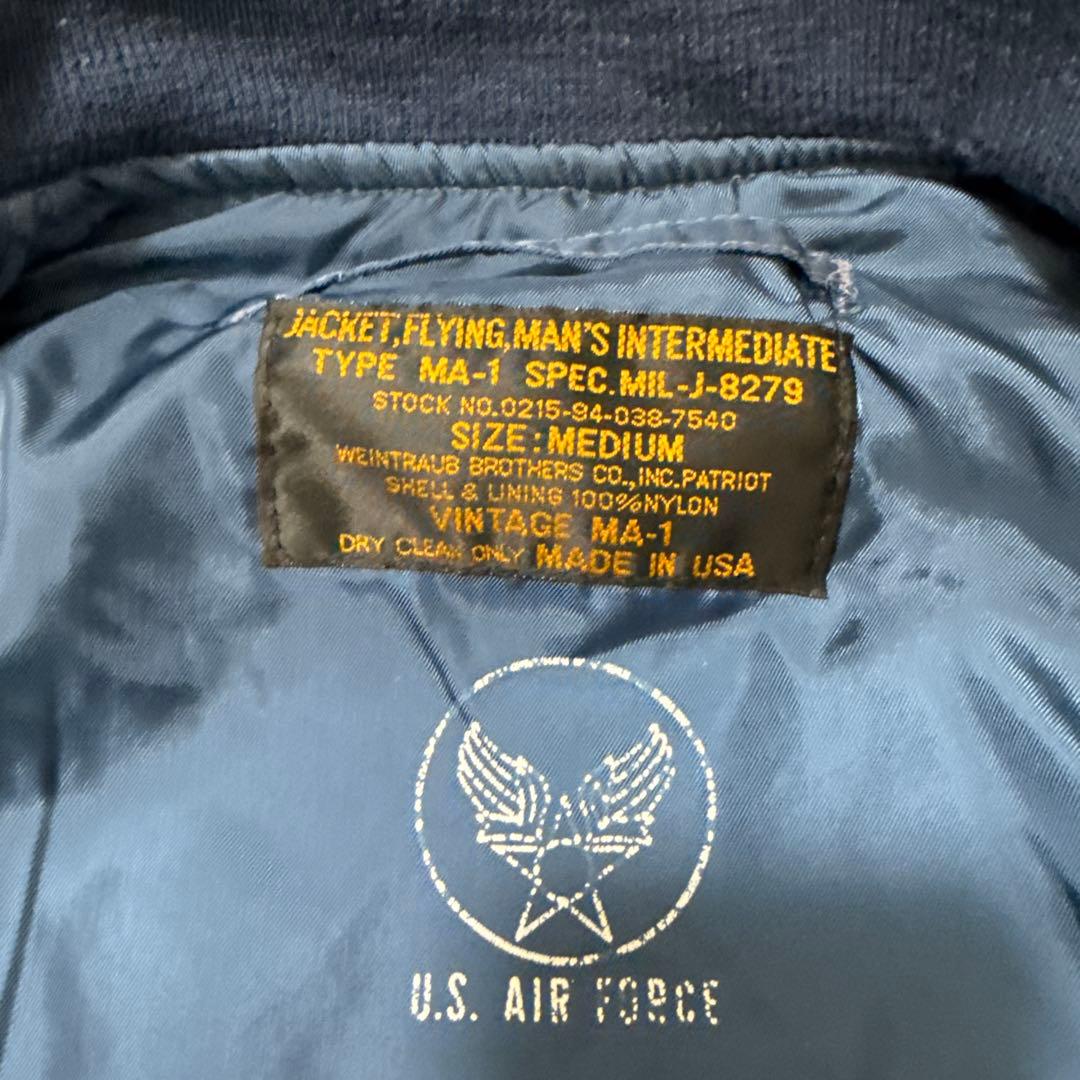 JACKET,FLYING,MAN'S INTERMEDIATE
TYPE MA-1 SPEC.MIL-J-8279
STOCK NO.0215-94-038-7540
SIZE:MEDIUM
WEINTRAUB BROTHERS CO.,INC.PATRIOT
SHELL & LINING 100%NYLON
VINTAGE MA-1
DRY CLEAN ONLY MADE IN USA
U.S. AIR FORCE